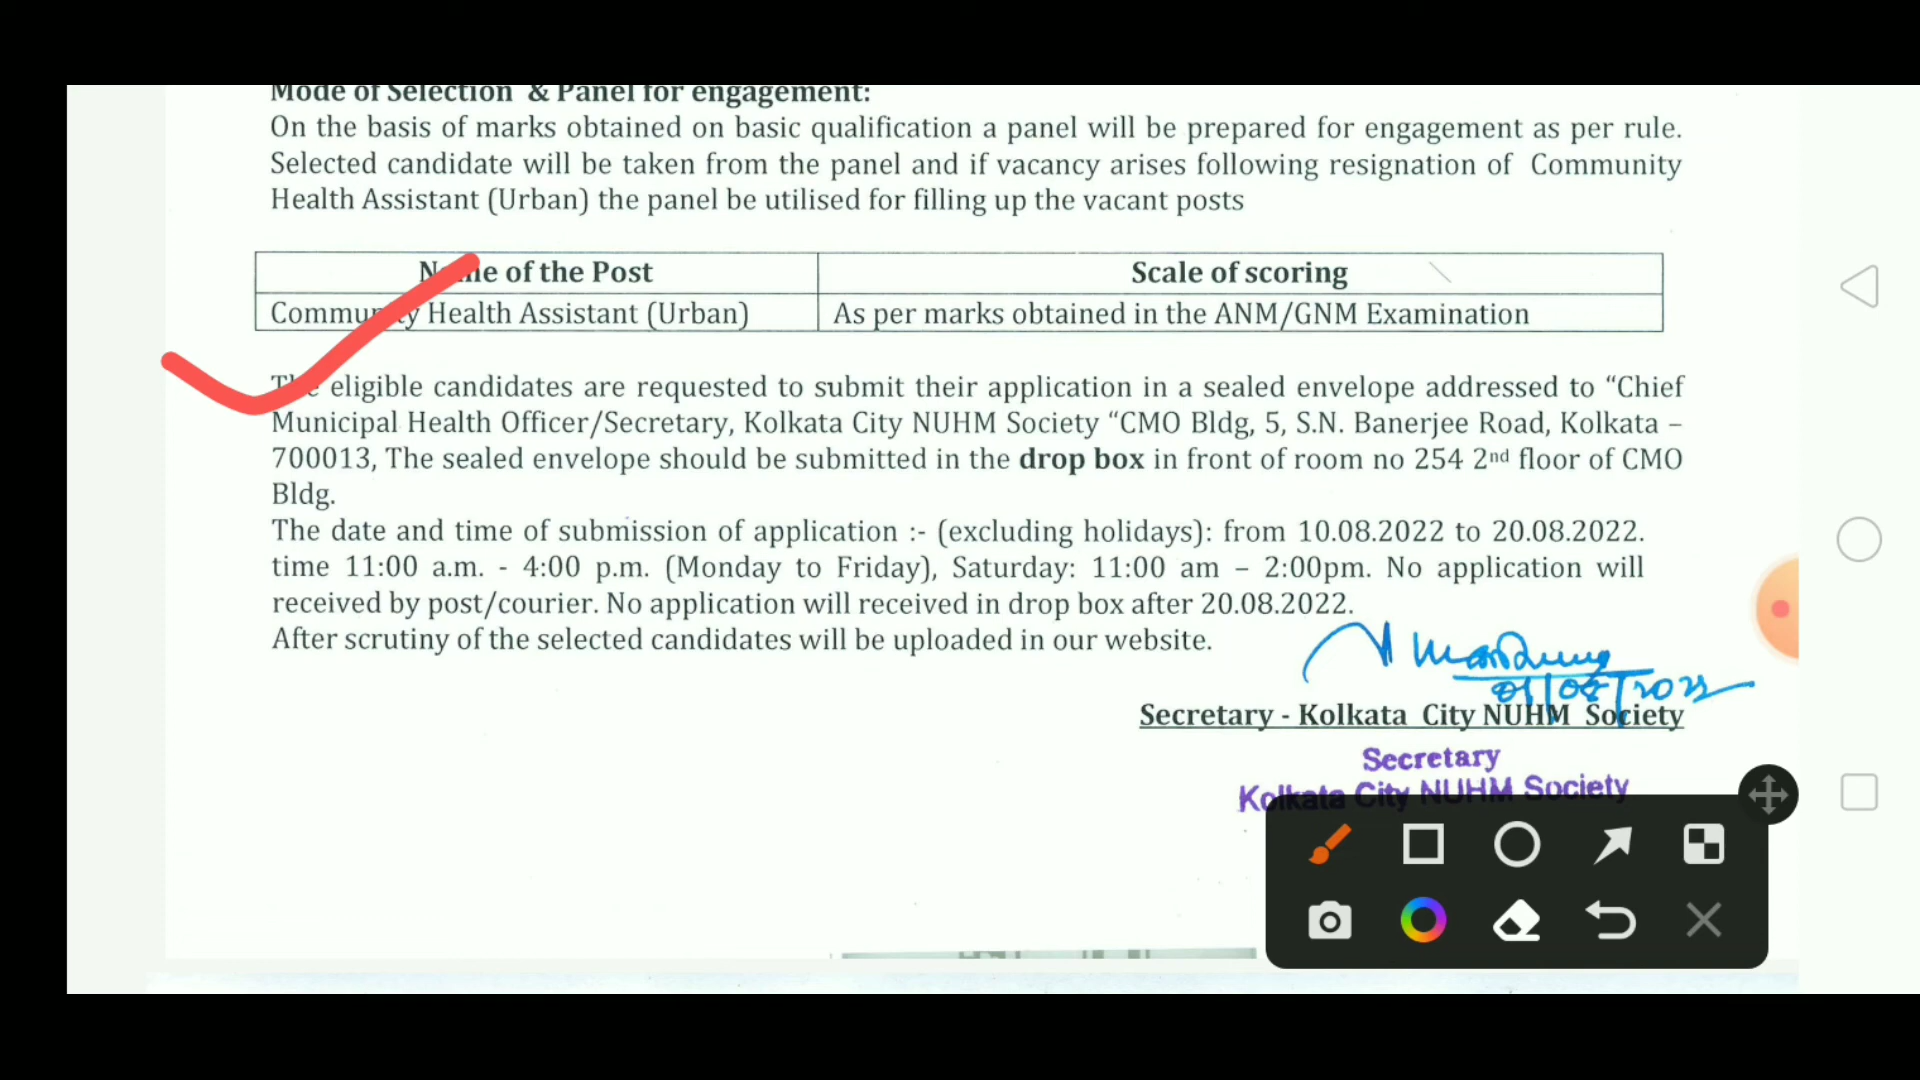 Mode of Selection & Panel for engagement:
On the basis of marks obtained on basic qualification a panel will be prepared for engagement as per rule.
Selected candidate will be taken from the panel and if vacancy arises following resignation of Community
Health Assistant (Urban) the panel be utilised for filling up the vacant posts
Name of the Post Scale of scoring
Community Health Assistant (Urban) As per marks obtained in the ANM/GNM Examination
The eligible candidates are requested to submit their application in a sealed envelope addressed to “Chief
Municipal Health Officer/Secretary, Kolkata City NUHM Society “CMO Bldg, 5, S.N. Banerjee Road, Kolkata –
700013, The sealed envelope should be submitted in the drop box in front of room no 254 2nd floor of CMO
Bldg.
The date and time of submission of application :- (excluding holidays): from 10.08.2022 to 20.08.2022.
time 11:00 a.m. - 4:00 p.m. (Monday to Friday), Saturday: 11:00 am – 2:00pm. No application will
received by post/courier. No application will received in drop box after 20.08.2022.
After scrutiny of the selected candidates will be uploaded in our website.
Secretary - Kolkata City NUHM Society
Secretary
Kolkata City NUHM Society